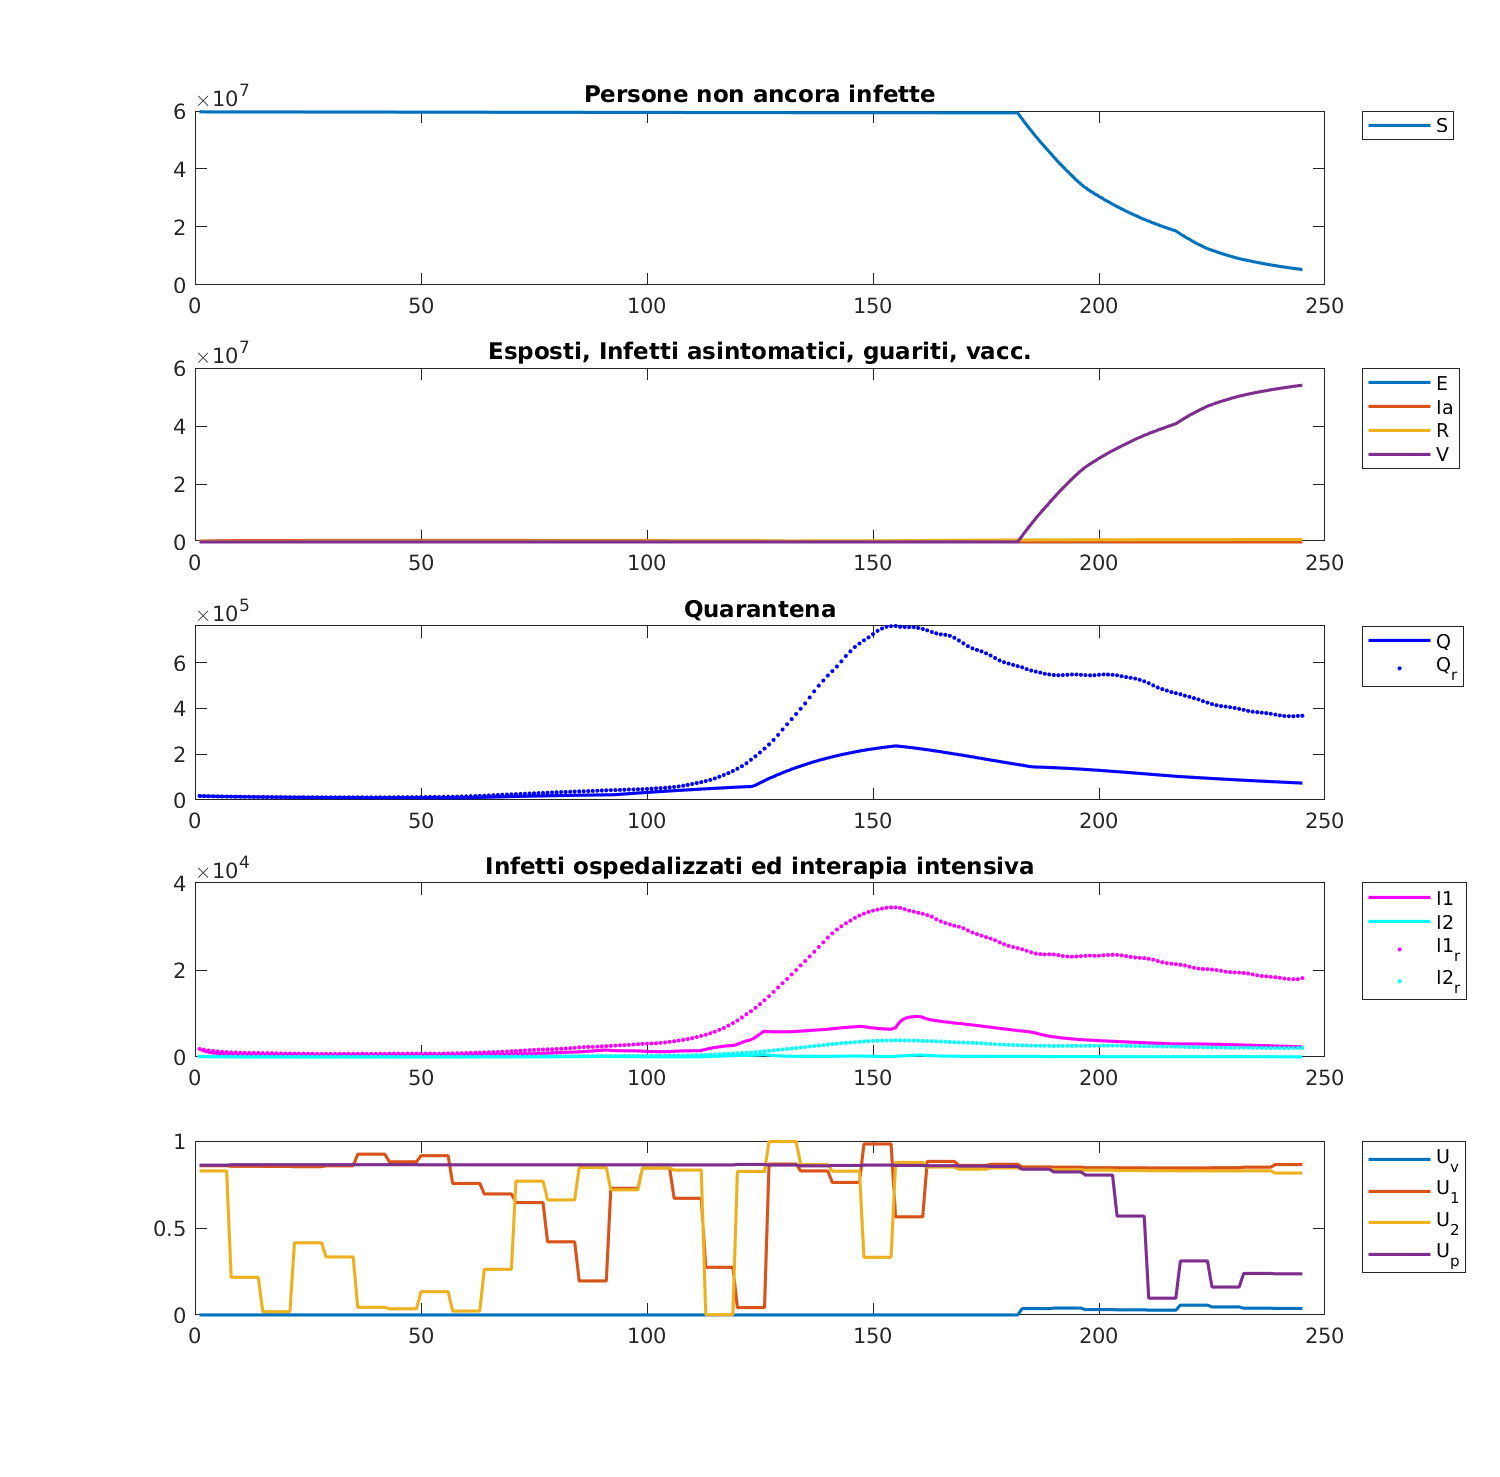 ×10^7
Persone non ancora infette
6
4
2
0
0 50 100 150 200 250
S
×10^7
Esposti, Infetti asintomatici, guariti, vacc.
6
4
2
0
0 50 100 150 200 250
E
Ia
R
V
×10^5
Quarantena
6
4
2
0
0 50 100 150 200 250
Q
Q_r
×10^4
Infetti ospedalizzati ed interapia intensiva
4
2
0
0 50 100 150 200 250
I1
I2
I1_r
I2_r
1
0.5
0
0 50 100 150 200 250
U_v
U_1
U_2
U_p